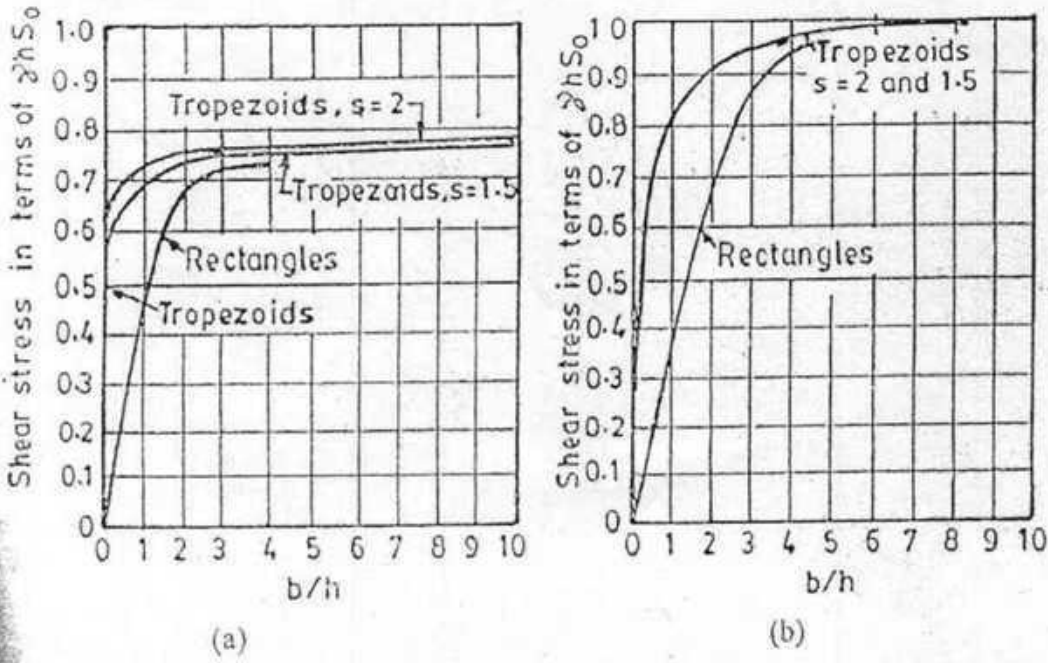 Shear stress in terms of γhS₀
1.0
0.9
0.8
0.7
0.6
0.5
0.4
0.3
0.2
0.1
0
Tropezoids, s=2
Tropezoids, s=1.5
Rectangles
Tropezoids
0 1 2 3 4 5 6 7 8 9 10
b/h
(a)
Shear stress in terms of γhS₀
1.0
0.9
0.8
0.7
0.6
0.5
0.4
0.3
0.2
0.1
0
Tropezoids
s=2 and 1.5
Rectangles
0 1 2 3 4 5 6 7 8 9 10
b/h
(b)